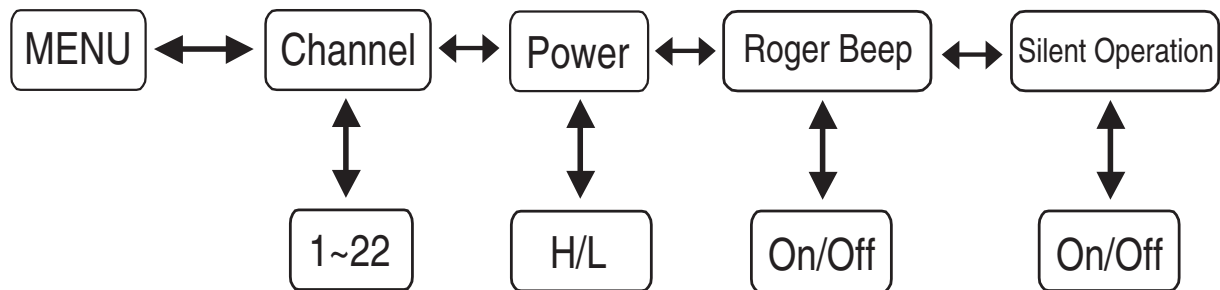 MENU
Channel
Power
Roger Beep
Silent Operation
1~22
H/L
On/Off
On/Off